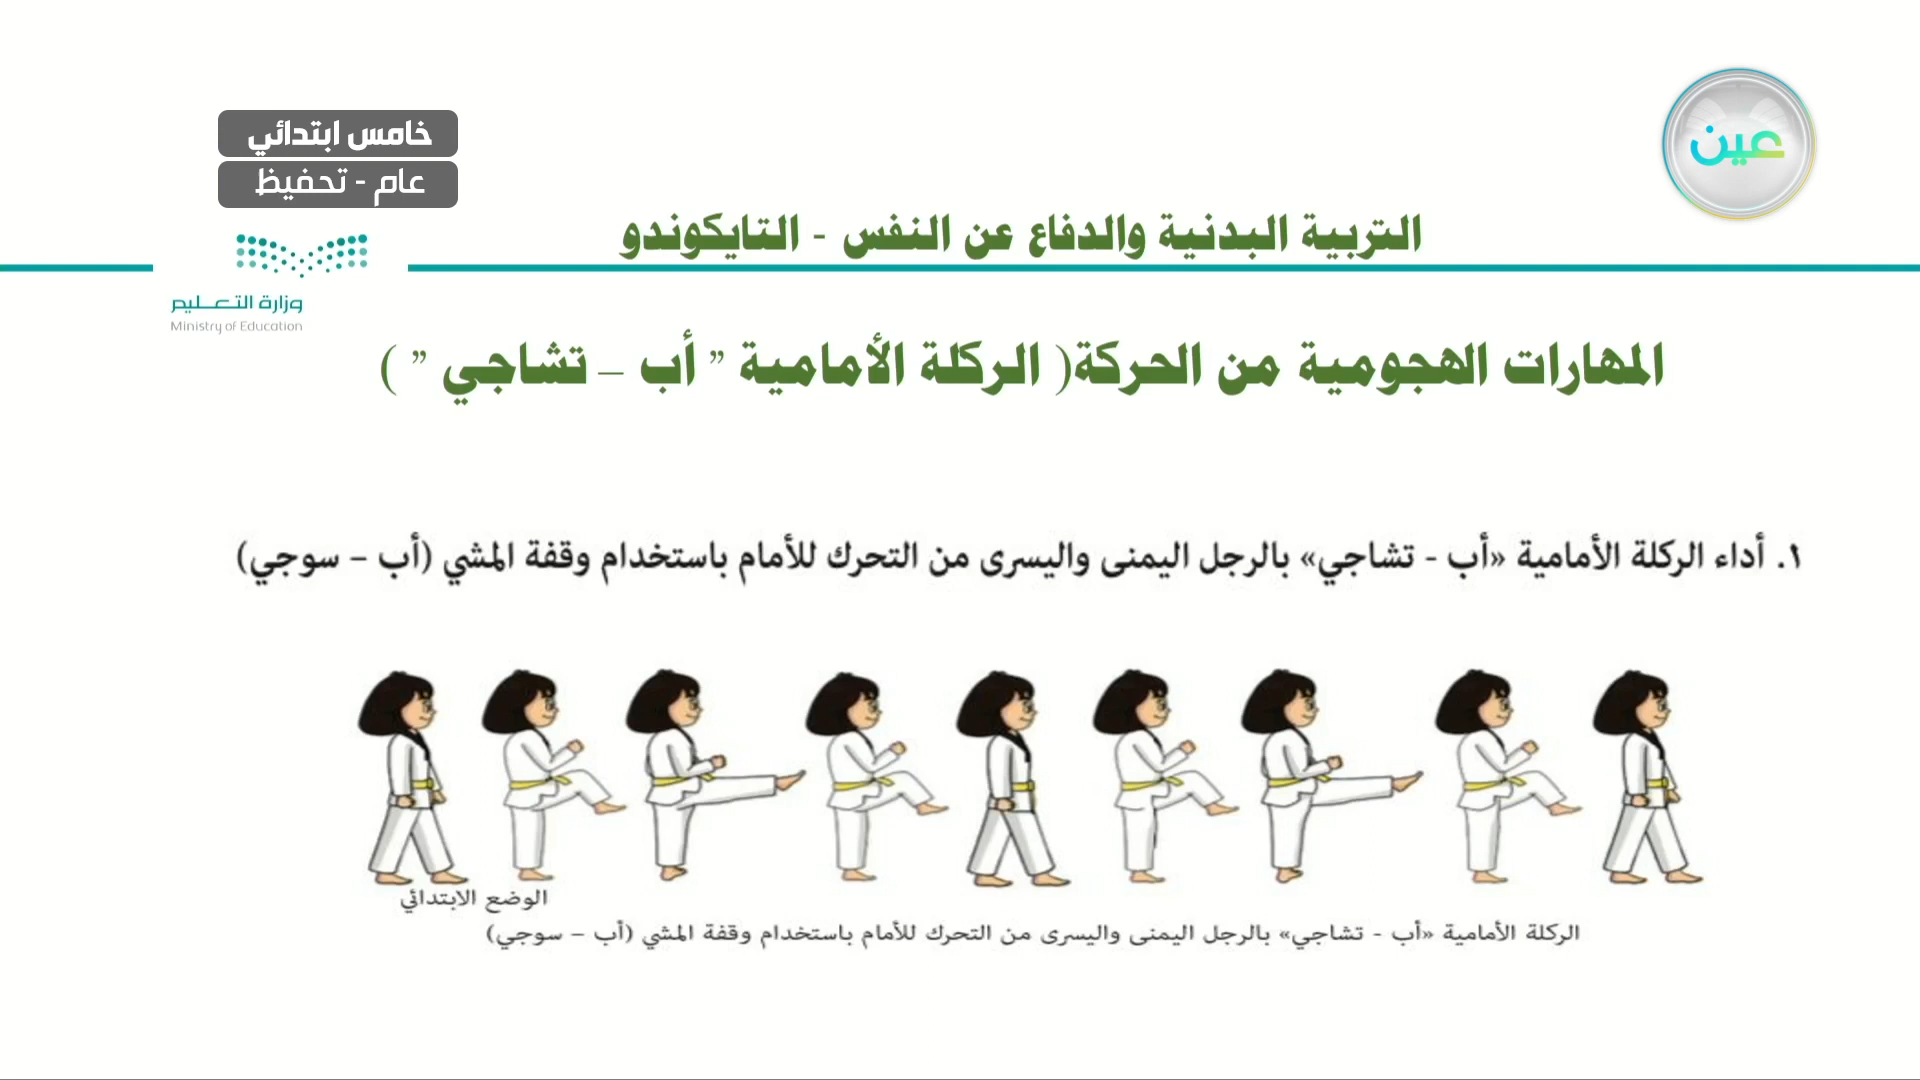 خامس ابتدائي
عام - تحفيظ
عين
التربية البدنية والدفاع عن النفس - التايكوندو
وزارة التعليم
Ministry of Education
المهارات الهجومية من الحركة( الركلة الأمامية ” أب – تشاجي ” )
١. أداء الركلة الأمامية «أب - تشاجي» بالرجل اليمنى واليسرى من التحرك للأمام باستخدام وقفة المشي (أب – سوجي)
الوضع الابتدائي
الركلة الأمامية «أب - تشاجي» بالرجل اليمنى واليسرى من التحرك للأمام باستخدام وقفة المشي (أب – سوجي)